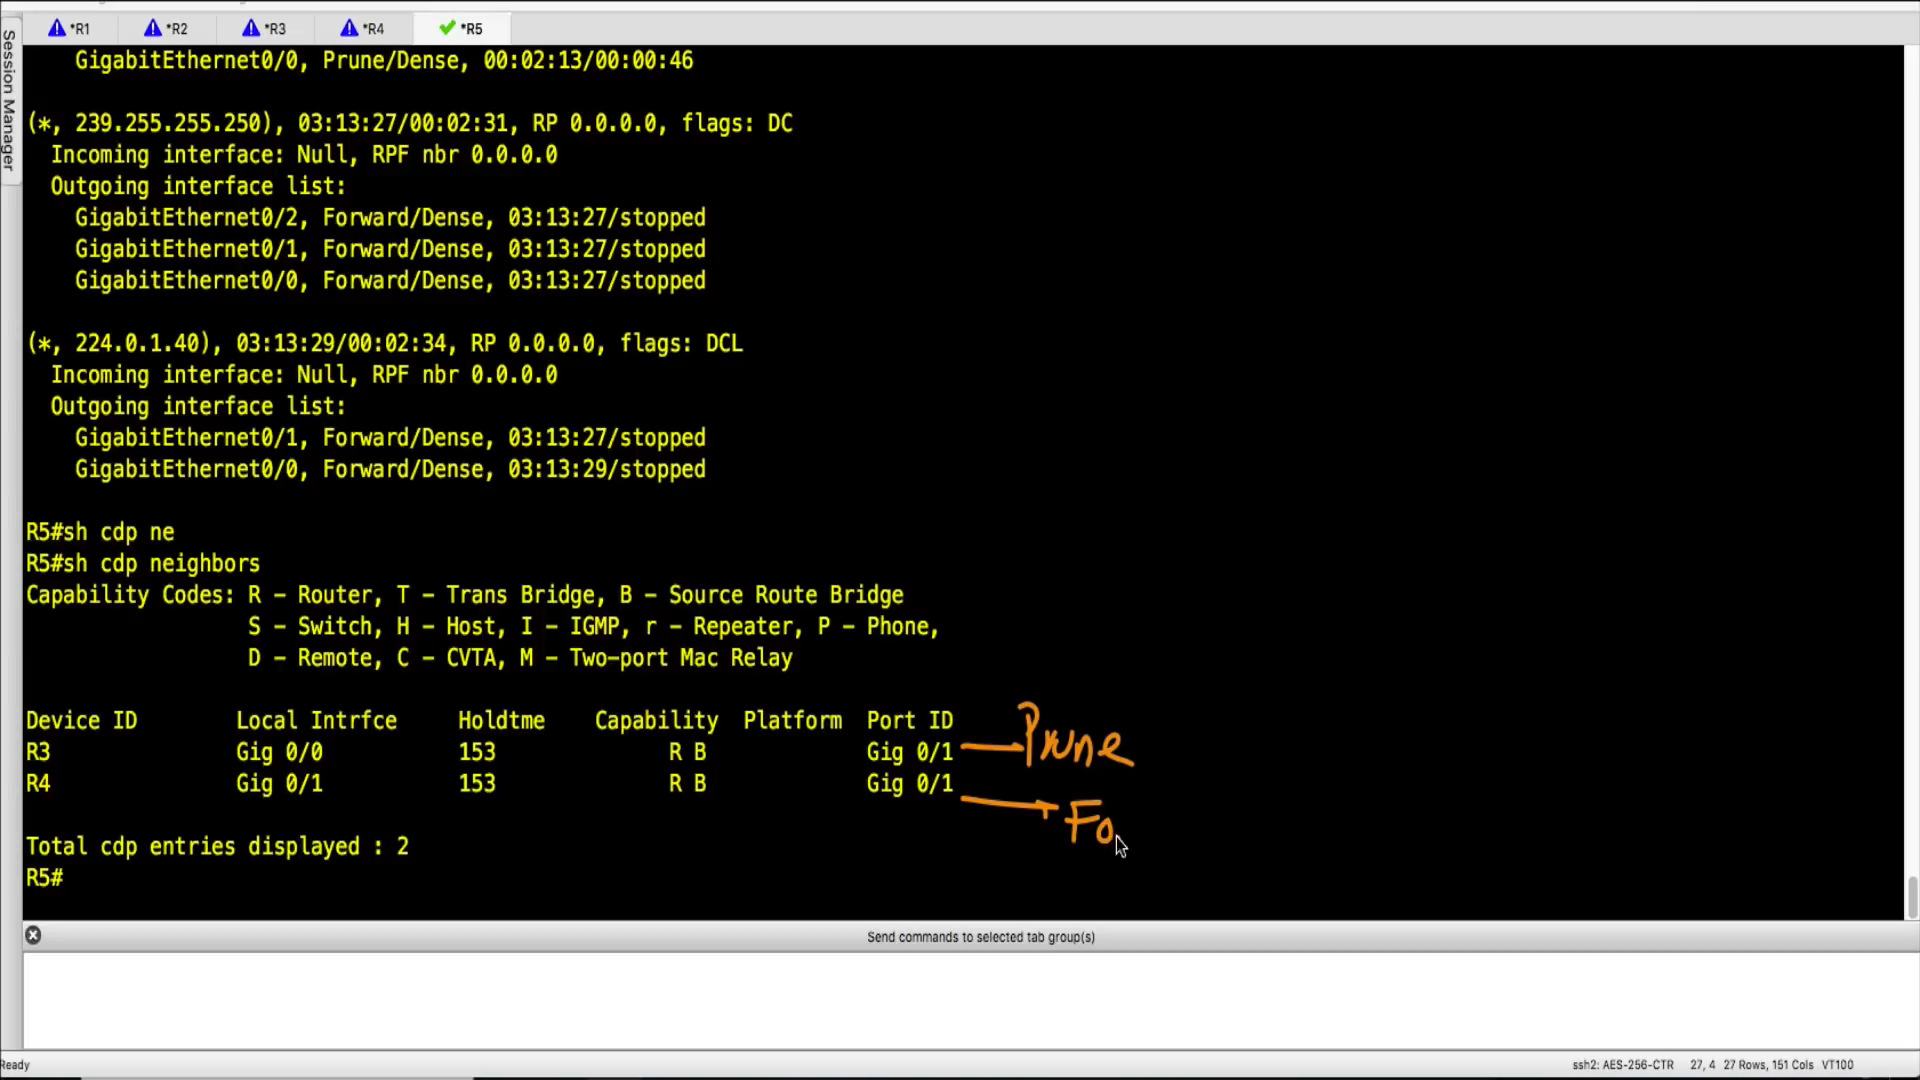 *R1 *R2 *R3 *R4 *R5
Session Manager
GigabitEthernet0/0, Prune/Dense, 00:02:13/00:00:46
(*, 239.255.255.250), 03:13:27/00:02:31, RP 0.0.0.0, flags: DC
Incoming interface: Null, RPF nbr 0.0.0.0
Outgoing interface list:
GigabitEthernet0/2, Forward/Dense, 03:13:27/stopped
GigabitEthernet0/1, Forward/Dense, 03:13:27/stopped
GigabitEthernet0/0, Forward/Dense, 03:13:27/stopped
(*, 224.0.1.40), 03:13:29/00:02:34, RP 0.0.0.0, flags: DCL
Incoming interface: Null, RPF nbr 0.0.0.0
Outgoing interface list:
GigabitEthernet0/1, Forward/Dense, 03:13:27/stopped
GigabitEthernet0/0, Forward/Dense, 03:13:29/stopped
R5#sh cdp ne
R5#sh cdp neighbors
Capability Codes: R - Router, T - Trans Bridge, B - Source Route Bridge
S - Switch, H - Host, I - IGMP, r - Repeater, P - Phone,
D - Remote, C - CVTA, M - Two-port Mac Relay
Device ID Local Intrfce Holdtme Capability Platform Port ID
R3 Gig 0/0 153 R B Gig 0/1 Prune
R4 Gig 0/1 153 R B Gig 0/1
Fo
Total cdp entries displayed : 2
R5#
Send commands to selected tab group(s)
Ready ssh2: AES-256-CTR 27, 4 27 Rows, 151 Cols VT100